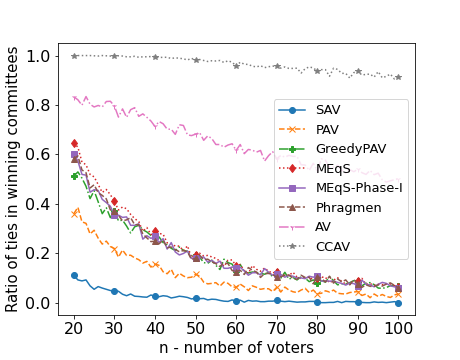 Ratio of ties in winning committees
1.0
0.8
0.6
0.4
0.2
0.0
SAV
PAV
GreedyPAV
MEqS
MEqS-Phase-I
Phragmen
AV
CCAV
20 30 40 50 60 70 80 90 100
n - number of voters